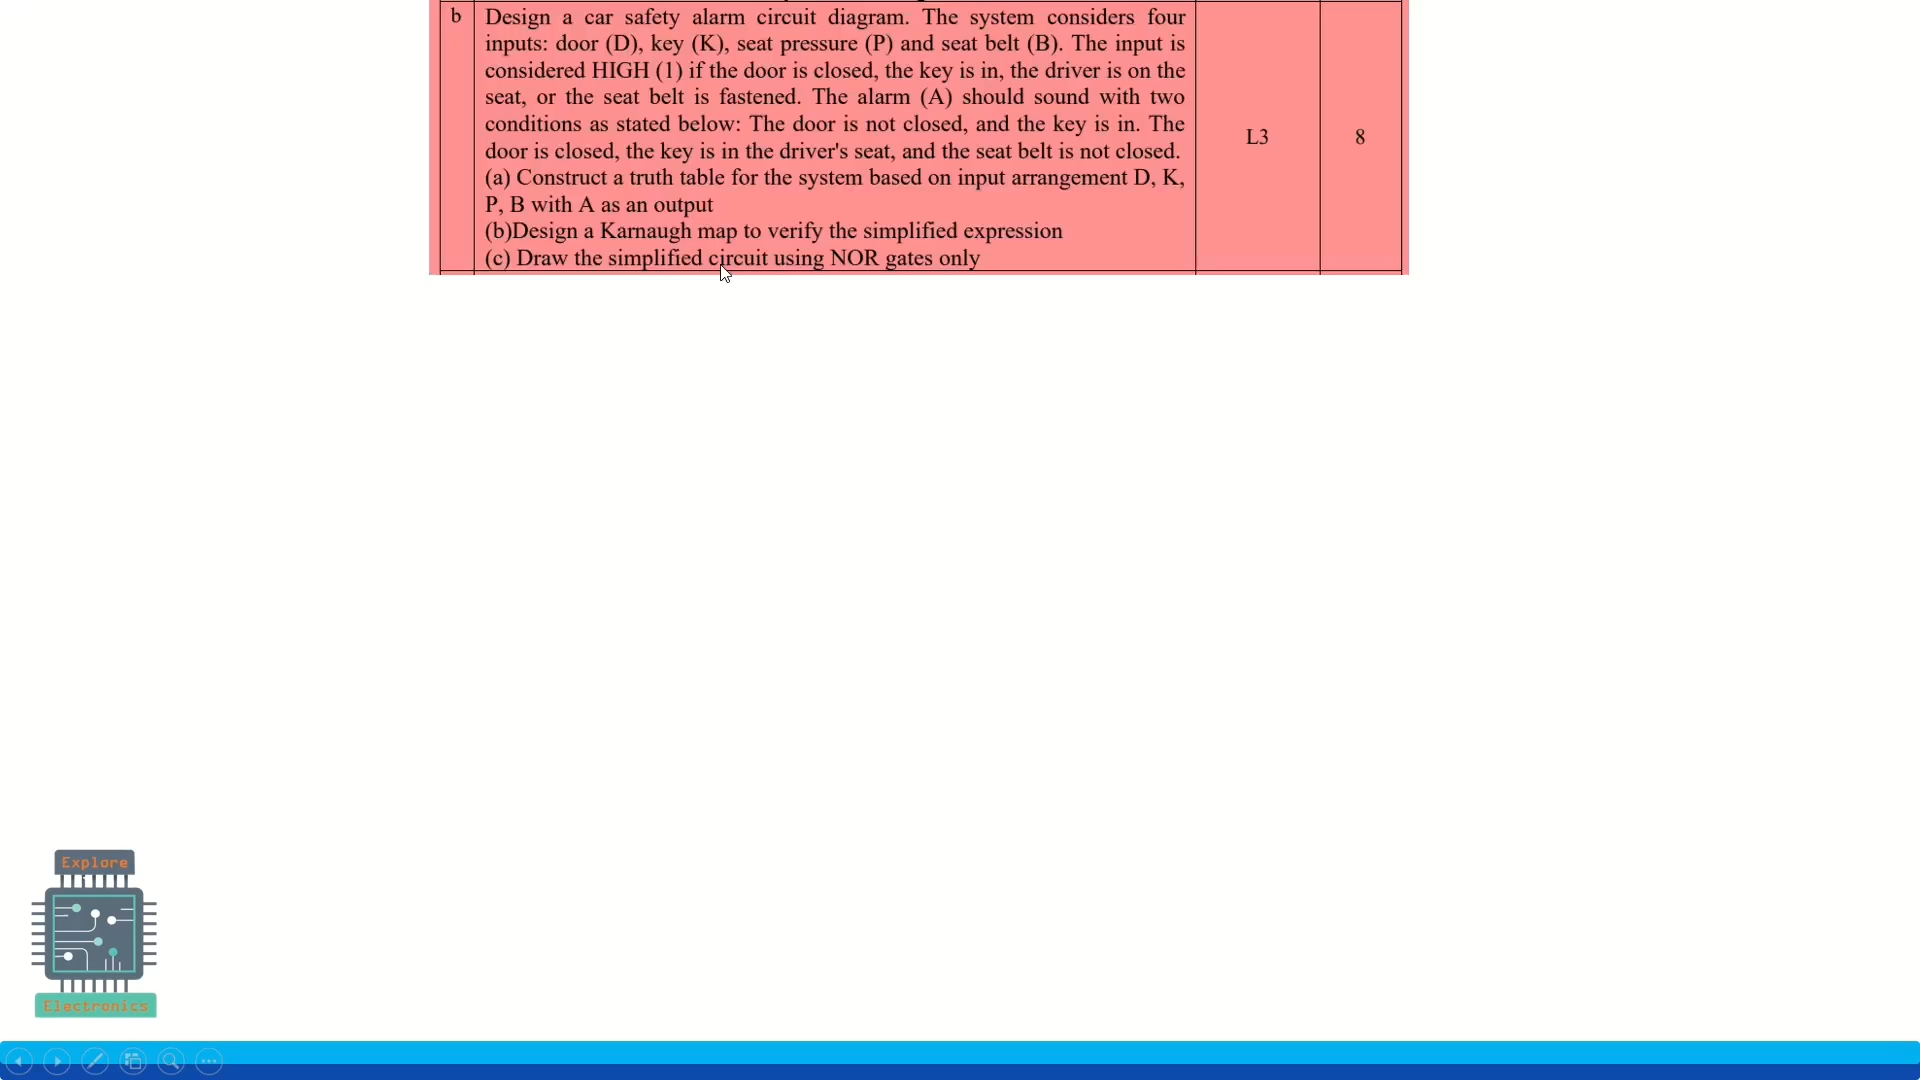 b
Design a car safety alarm circuit diagram. The system considers four
inputs: door (D), key (K), seat pressure (P) and seat belt (B). The input is
considered HIGH (1) if the door is closed, the key is in, the driver is on the
seat, or the seat belt is fastened. The alarm (A) should sound with two
conditions as stated below: The door is not closed, and the key is in. The
door is closed, the key is in the driver's seat, and the seat belt is not closed.
(a) Construct a truth table for the system based on input arrangement D, K,
P, B with A as an output
(b)Design a Karnaugh map to verify the simplified expression
(c) Draw the simplified circuit using NOR gates only
L3
8
Explore
Electronics